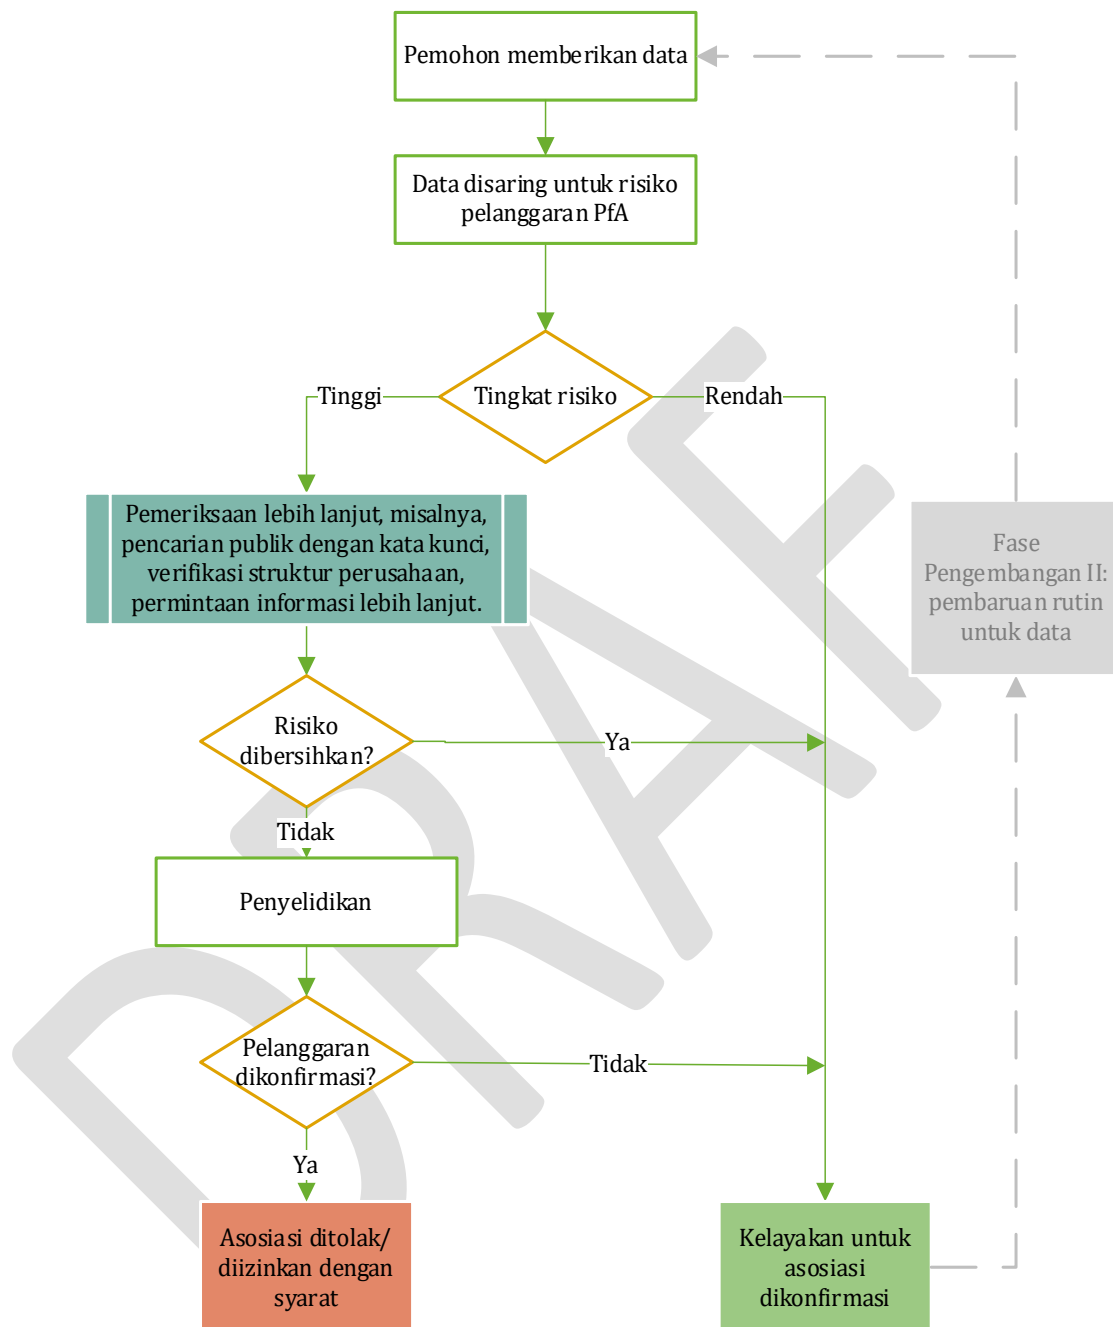 Pemohon memberikan data
Data disaring untuk risiko
pelanggaran PfA
Tingkat risiko
Tinggi
Rendah
Pemeriksaan lebih lanjut, misalnya,
pencarian publik dengan kata kunci,
verifikasi struktur perusahaan,
permintaan informasi lebih lanjut.
Fase
Pengembangan II:
pembaruan rutin
untuk data
Risiko
dibersihkan?
Ya
Tidak
Penyelidikan
Pelanggaran
dikonfirmasi?
Tidak
Ya
Asosiasi ditolak/
diizinkan dengan
syarat
Kelayakan untuk
asosiasi
dikonfirmasi
DRAF